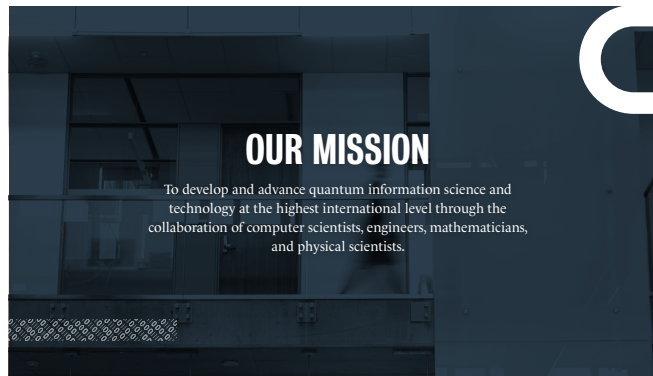 OUR MISSION
To develop and advance quantum information science and
technology at the highest international level through the
collaboration of computer scientists, engineers, mathematicians,
and physical scientists.